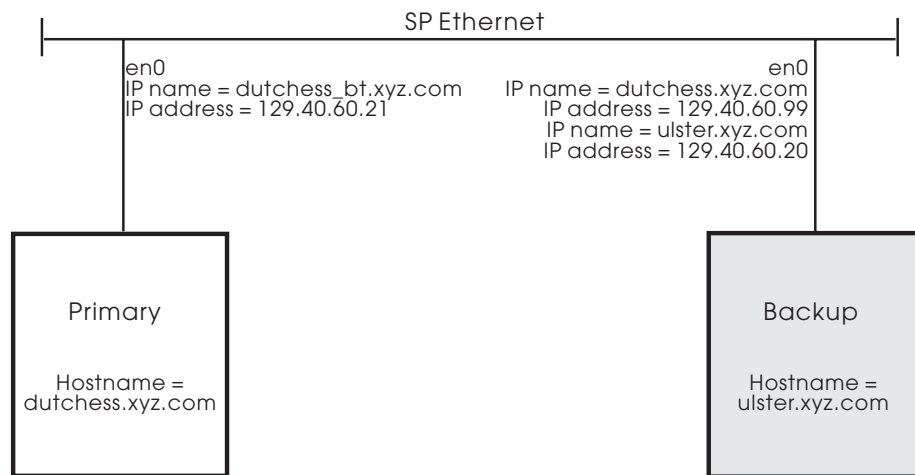 SP Ethernet
en0
IP name = dutchess_bt.xyz.com
IP address = 129.40.60.21
en0
IP name = dutchess.xyz.com
IP address = 129.40.60.99
IP name = ulster.xyz.com
IP address = 129.40.60.20
Primary
Hostname =
dutchess.xyz.com
Backup
Hostname =
ulster.xyz.com